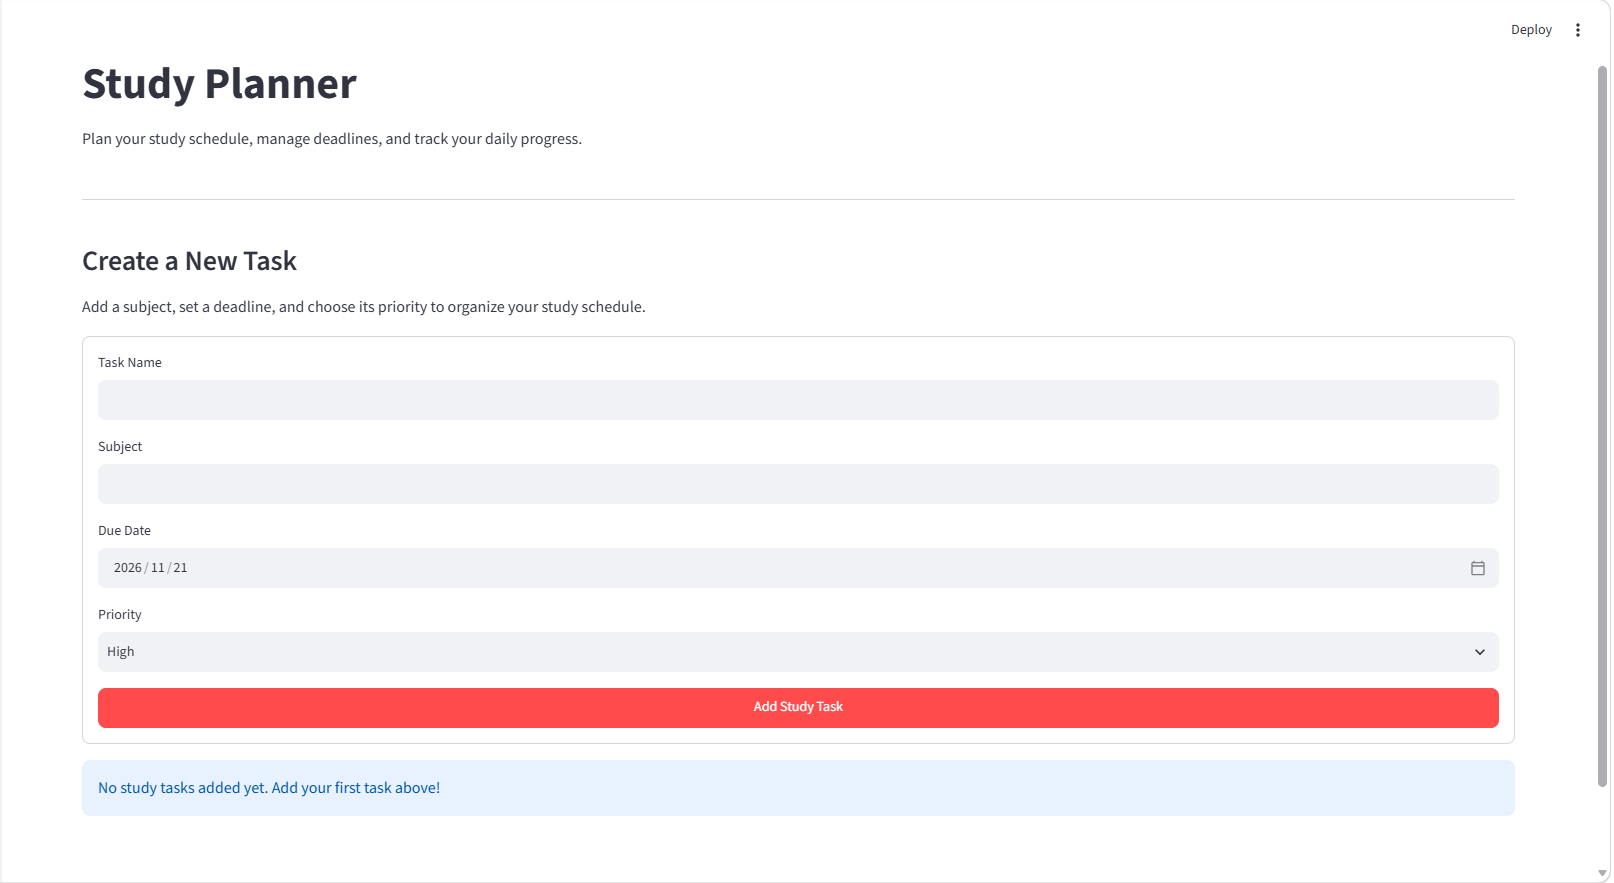 Deploy
Study Planner
Plan your study schedule, manage deadlines, and track your daily progress.
Create a New Task
Add a subject, set a deadline, and choose its priority to organize your study schedule.
Task Name
Subject
Due Date
2026/11/21
Priority
High
Add Study Task
No study tasks added yet. Add your first task above!